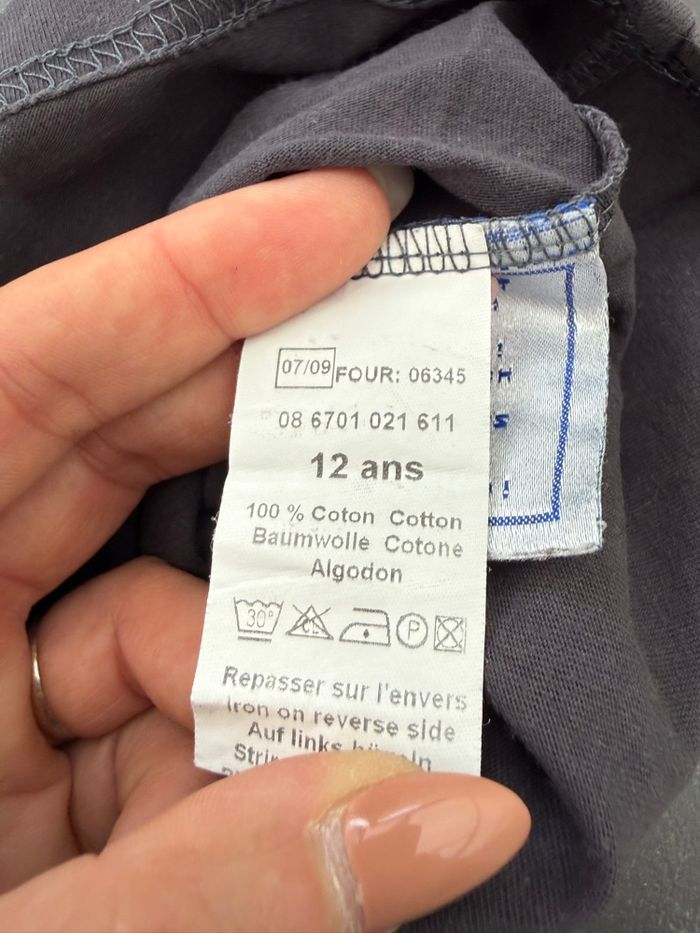 07/09 FOUR: 06345
08 6701 021 611
12 ans
100 % Coton Cotton
Baumwolle Cotone
Algodon
30°
CL
P
Repasser sur l'envers
Iron on reverse side
Auf links